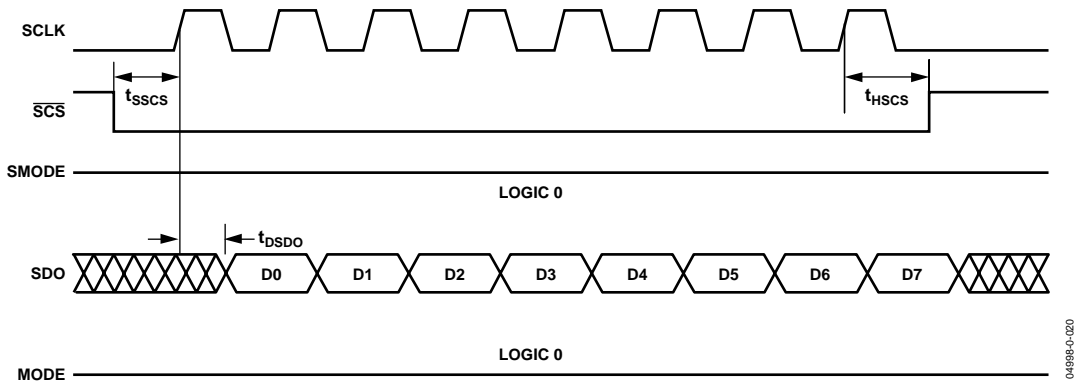 SCLK
tSSCS
tHSCS
SCS
SMODE
LOGIC 0
tDSDO
SDO D0 D1 D2 D3 D4 D5 D6 D7
LOGIC 0
MODE
04998-0-020